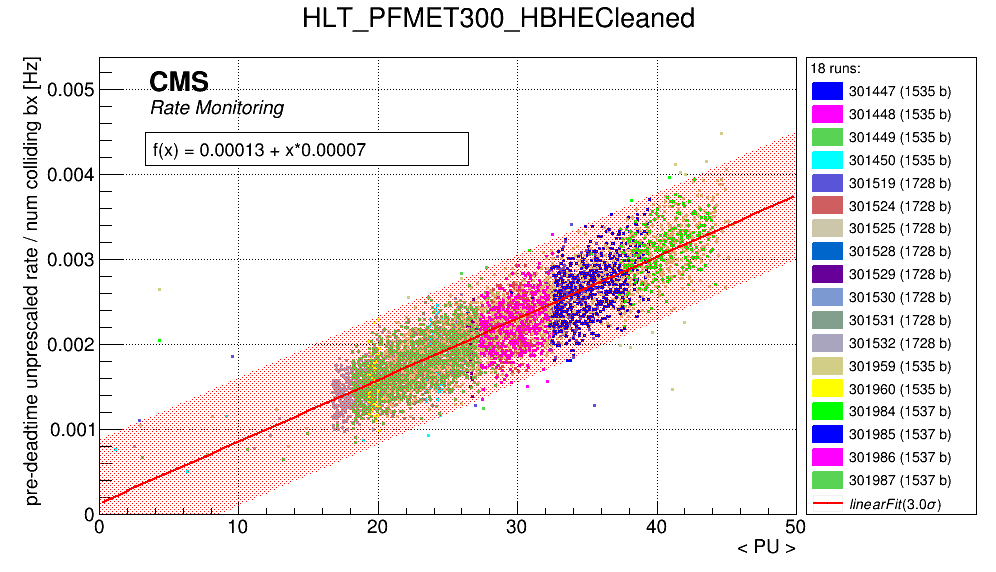 HLT_PFMET300_HBHECleaned
pre-deadtime unprescaled rate / num colliding bx [Hz]
CMS
Rate Monitoring
f(x) = 0.00013 + x*0.00007
0.005
0.004
0.003
0.002
0.001
0
0 10 20 30 40 50
< PU >
18 runs:
301447 (1535 b)
301448 (1535 b)
301449 (1535 b)
301450 (1535 b)
301519 (1728 b)
301524 (1728 b)
301525 (1728 b)
301528 (1728 b)
301529 (1728 b)
301530 (1728 b)
301531 (1728 b)
301532 (1728 b)
301959 (1535 b)
301960 (1535 b)
301984 (1537 b)
301985 (1537 b)
301986 (1537 b)
301987 (1537 b)
linearFit(3.0σ)